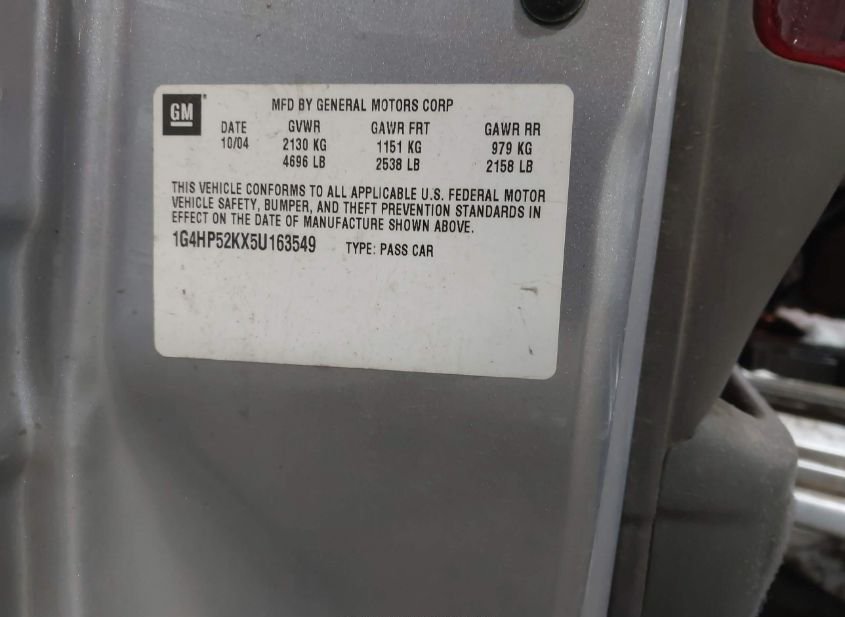 GM® MFD BY GENERAL MOTORS CORP
DATE GVWR GAWR FRT GAWR RR
10/04 2130 KG 1151 KG 979 KG
4696 LB 2538 LB 2158 LB
THIS VEHICLE CONFORMS TO ALL APPLICABLE U.S. FEDERAL MOTOR
VEHICLE SAFETY, BUMPER, AND THEFT PREVENTION STANDARDS IN
EFFECT ON THE DATE OF MANUFACTURE SHOWN ABOVE.
1G4HP52KX5U163549 TYPE: PASS CAR